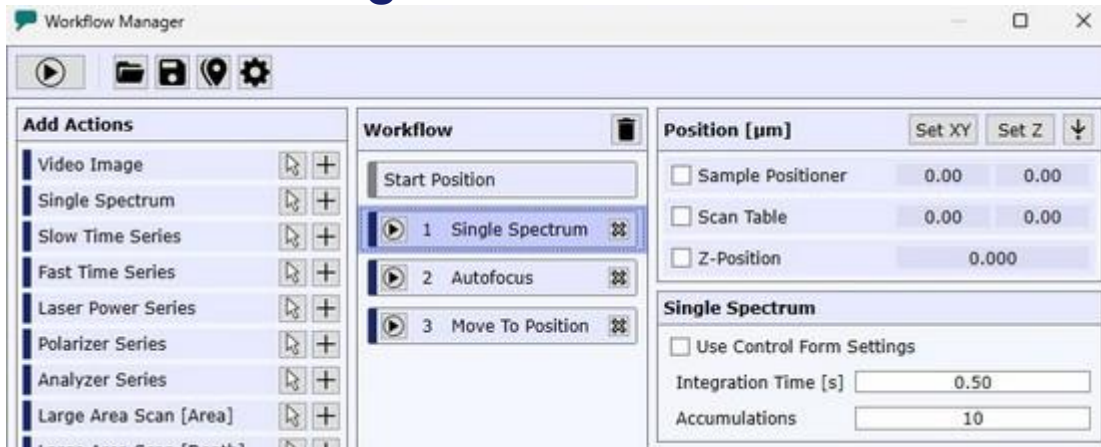 Workflow Manager
Add Actions
Video Image
Single Spectrum
Slow Time Series
Fast Time Series
Laser Power Series
Polarizer Series
Analyzer Series
Large Area Scan [Area]
Workflow
Start Position
1 Single Spectrum
2 Autofocus
3 Move To Position
Position [µm] Set XY Set Z
Sample Positioner 0.00 0.00
Scan Table 0.00 0.00
Z-Position 0.000
Single Spectrum
Use Control Form Settings
Integration Time [s] 0.50
Accumulations 10